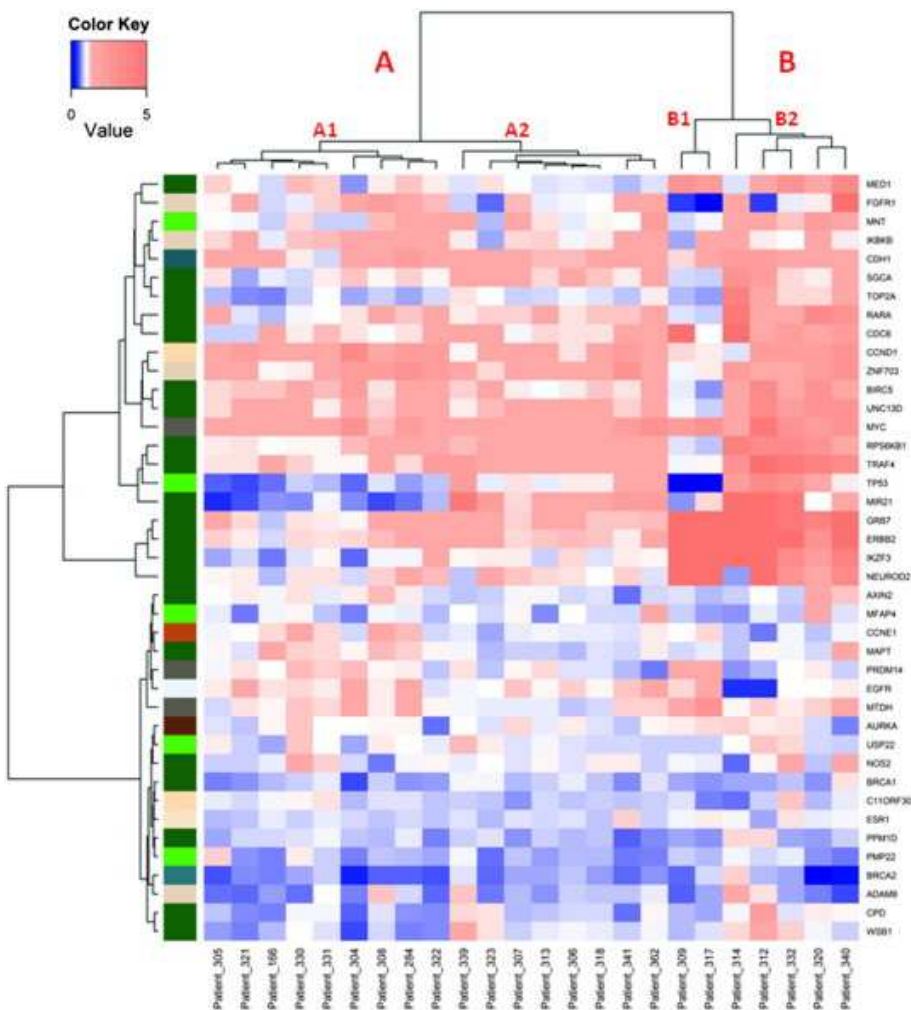 Color Key
0 5
Value
A B
A1 A2 B1 B2
MED1
FGFR1
MNT
IKBKB
CDH1
SGCA
TOP2A
RARA
CDC6
CCND1
ZNF703
BIRC5
UNC13D
MYC
RPS6KB1
TRAF4
TP53
MIR21
GRB7
ERBB2
IKZF3
NEUROD2
AXIN2
MFAP4
CCNE1
MAPT
PRDM14
EGFR
MTDH
AURKA
USP22
NOS2
BRCA1
C11ORF30
ESR1
PPM1D
PMP22
BRCA2
ADAM9
CPD
WSB1
Patient_305
Patient_321
Patient_166
Patient_330
Patient_331
Patient_304
Patient_308
Patient_284
Patient_322
Patient_339
Patient_323
Patient_307
Patient_313
Patient_306
Patient_318
Patient_341
Patient_362
Patient_309
Patient_317
Patient_314
Patient_312
Patient_332
Patient_320
Patient_340